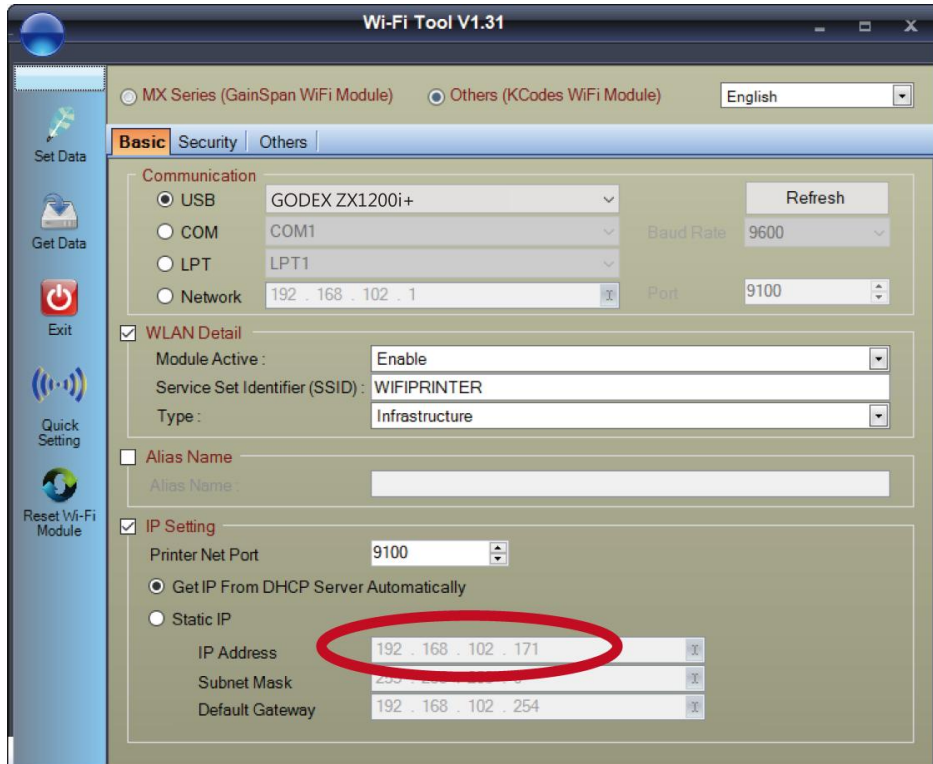 Wi-Fi Tool V1.31
MX Series (GainSpan WiFi Module) Others (KCodes WiFi Module) English
Set Data
Get Data
Exit
Quick Setting
Reset Wi-Fi Module
Basic Security Others
Communication
USB GODEX ZX1200i+ Refresh
COM COM1 Baud Rate 9600
LPT LPT1
Network 192 . 168 . 102 . 1 Port 9100
WLAN Detail
Module Active : Enable
Service Set Identifier (SSID) : WIFIPRINTER
Type : Infrastructure
Alias Name
Alias Name :
IP Setting
Printer Net Port 9100
Get IP From DHCP Server Automatically
Static IP
IP Address 192 . 168 . 102 . 171
Subnet Mask
Default Gateway 192 . 168 . 102 . 254